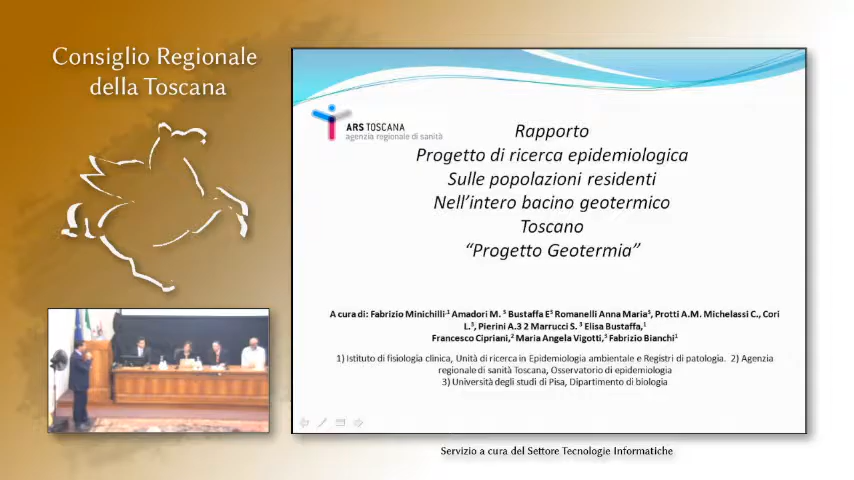 Consiglio Regionale
della Toscana
ARS TOSCANA
agenzia regionale di sanità
Rapporto
Progetto di ricerca epidemiologica
Sulle popolazioni residenti
Nell'intero bacino geotermico
Toscano
"Progetto Geotermia"
A cura di: Fabrizio Minichilli¹ Amadori M. ³ Bustaffa E⁵ Romanelli Anna Maria³, Protti A.M. Michelassi C., Cori
L.³, Pierini A.3 2 Marrucci S. ³ Elisa Bustaffa,¹
Francesco Cipriani,² Maria Angela Vigotti,³ Fabrizio Bianchi¹
1) Istituto di fisiologia clinica, Unità di ricerca in Epidemiologia ambientale e Registri di patologia. 2) Agenzia
regionale di sanità Toscana, Osservatorio di epidemiologia
3) Università degli studi di Pisa, Dipartimento di biologia
Servizio a cura del Settore Tecnologie Informatiche